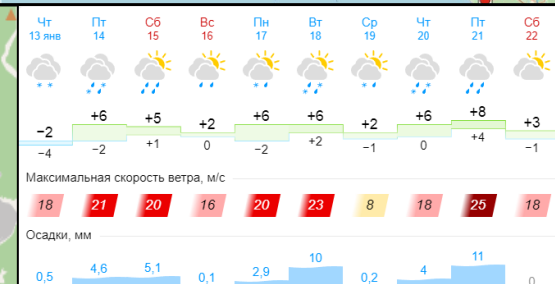 Чт Пт Сб Вс Пн Вт Ср Чт Пт Сб
13 янв 14 15 16 17 18 19 20 21 22
−2 +6 +5 +2 +6 +6 +2 +6 +8 +3
−4 −2 +1 0 −2 +2 −1 0 +4 −1
Максимальная скорость ветра, м/с
18 21 20 16 20 23 8 18 25 18
Осадки, мм
0,5 4,6 5,1 0,1 2,9 10 0,2 4 11 0